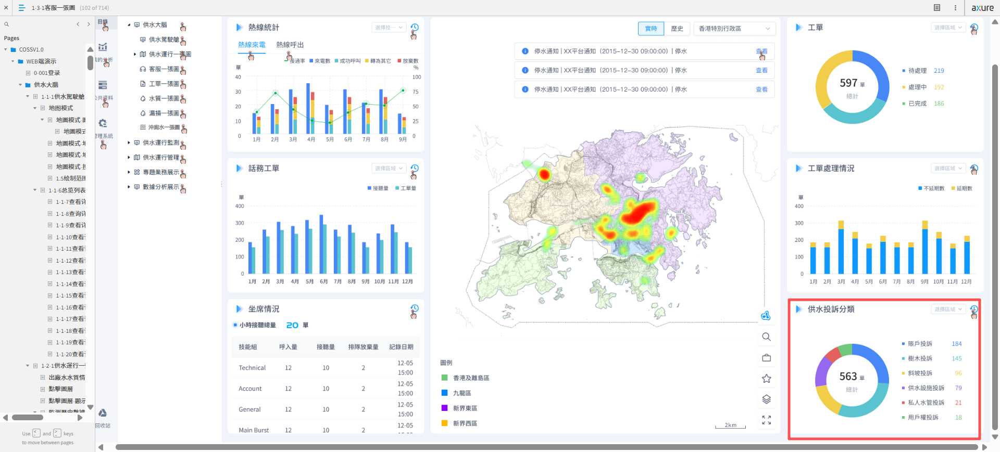 1-3-1客服一張圖 (102 of 714)
axure
Pages
COSSV1.0
WEB端演示
0-001登录
供水大腦
1-1-1供水駕駛艙
地图模式
地圖模式
地圖模式
地圖模式
地圖模式
1.5绘制范围
1-1-6总览列表
1-1-7查看详
1-1-8查询详
1-1-9查看详
1-1-10查看
1-1-11查看
1-1-12查看
1-1-13查看
1-1-14查看
1-1-15查看
1-1-16查看
1-1-17查看
1-1-18查看
1-1-19查看
1-1-20查看
1-2-1供水運行一
出廠水水質情
點擊圖層
點擊圖層-顯示
監測歷史數據
Use < and > keys
to move between pages
目錄
我的分析
公共資料
管理系統
回收站
供水大腦
供水駕駛艙
供水運行一張圖
客服一張圖
工單一張圖
水質一張圖
漏損一張圖
沖廁水一張圖
供水運行監測
供水運行管理
專題業務展示
數據分析展示
熱線統計
選擇技...
熱線來電 熱線呼出
接通率 來電數 成功呼叫 轉為其它 放棄數
單 %
40 100
30 75
20 50
10 25
0 0
1月 2月 3月 4月 5月 6月 7月 8月 9月
話務工單
選擇區域
接聽量 工單量
單
400
300
200
100
0
1月 2月 3月 4月 5月 6月 7月 8月 9月 10月 11月 12月
坐席情況
小時接聽總量 20 單
技能組 呼入量 接聽量 排隊放棄量 記錄日期
Technical 12 10 2 12-05 15:00
Account 12 10 2 12-05 15:00
General 12 10 2 12-05 15:00
Main Burst 12 10 2 12-05
實時 歷史 香港特別行政區
停水通知 | XX平台通知（2015-12-30 09:00:00）| 停水 查看
停水通知 | XX平台通知（2015-12-30 09:00:00）| 停水 查看
停水通知 | XX平台通知（2015-12-30 09:00:00）| 停水 查看
圖例
香港及離島區
九龍區
新界東區
新界西區
2km
工單
選擇區域
597 單
總計
待處理 219
處理中 192
已完成 186
工單處理情況
選擇區域
不延期數 延期數
單
400
300
200
100
0
1月 2月 3月 4月 5月 6月 7月 8月 9月 10月 11月 12月
供水投訴分類
選擇區域
563 單
總計
賬戶投訴 184
樹木投訴 145
斜坡投訴 96
供水設施投訴 79
私人水管投訴 21
用戶權投訴 18